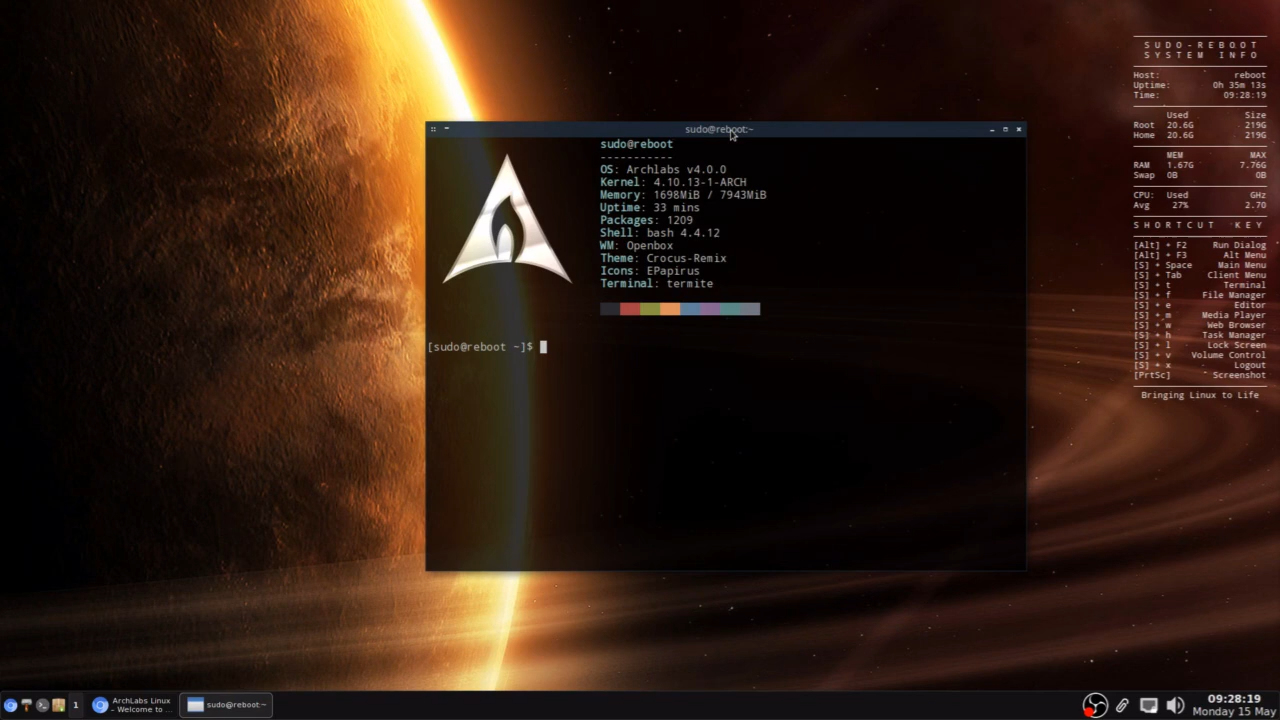 sudo@reboot:~
sudo@reboot
-----------
OS: Archlabs v4.0.0
Kernel: 4.10.13-1-ARCH
Memory: 1698MiB / 7943MiB
Uptime: 33 mins
Packages: 1209
Shell: bash 4.4.12
WM: Openbox
Theme: Crocus-Remix
Icons: EPapirus
Terminal: termite
[sudo@reboot ~]$
SUDO-REBOOT
SYSTEM INFO
Host: reboot
Uptime: 0h 35m 13s
Time: 09:28:19
Used Size
Root 20.6G 219G
Home 20.6G 219G
MEM MAX
RAM 1.67G 7.76G
Swap 0B 0B
CPU: Used GHz
Avg 27% 2.70
SHORTCUT KEY
[Alt] + F2 Run Dialog
[Alt] + F3 Alt Menu
[S] + Space Main Menu
[S] + Tab Client Menu
[S] + t Terminal
[S] + f File Manager
[S] + e Editor
[S] + m Media Player
[S] + w Web Browser
[S] + h Task Manager
[S] + l Lock Screen
[S] + v Volume Control
[S] + x Logout
[PrtSc] Screenshot
Bringing Linux to Life
1
ArchLabs Linux
- Welcome to ...
sudo@reboot:~
09:28:19
Monday 15 May